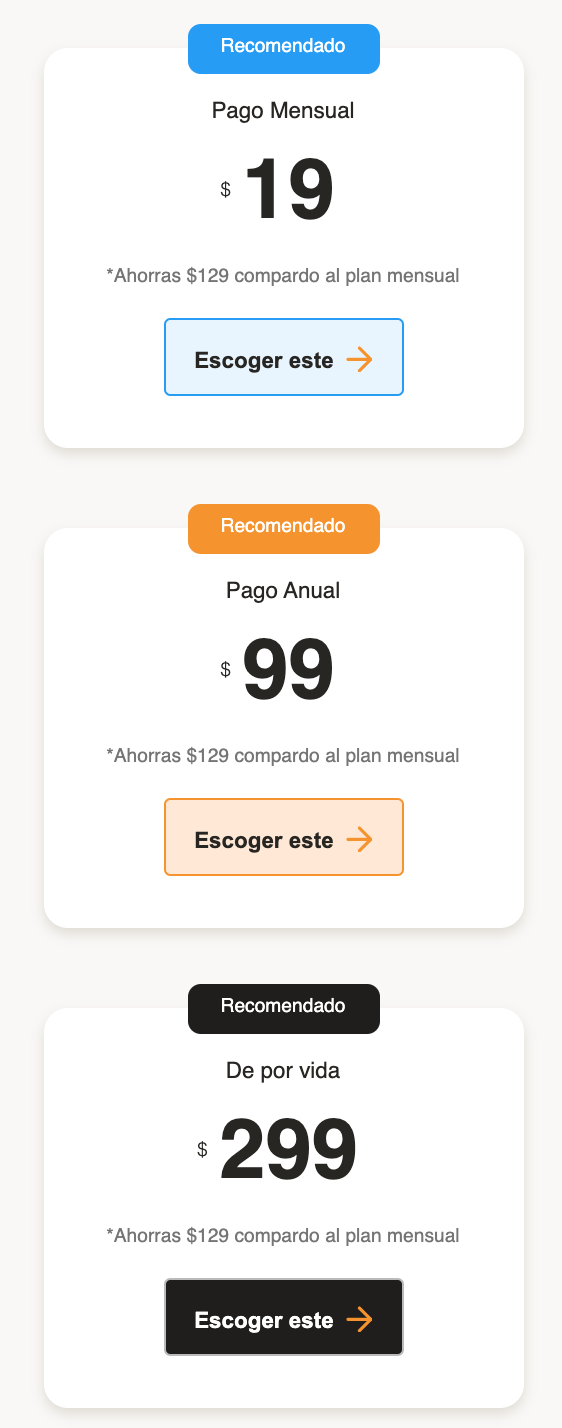 Recomendado
Pago Mensual
$ 19
*Ahorras $129 compardo al plan mensual
Escoger este
Recomendado
Pago Anual
$ 99
*Ahorras $129 compardo al plan mensual
Escoger este
Recomendado
De por vida
$ 299
*Ahorras $129 compardo al plan mensual
Escoger este